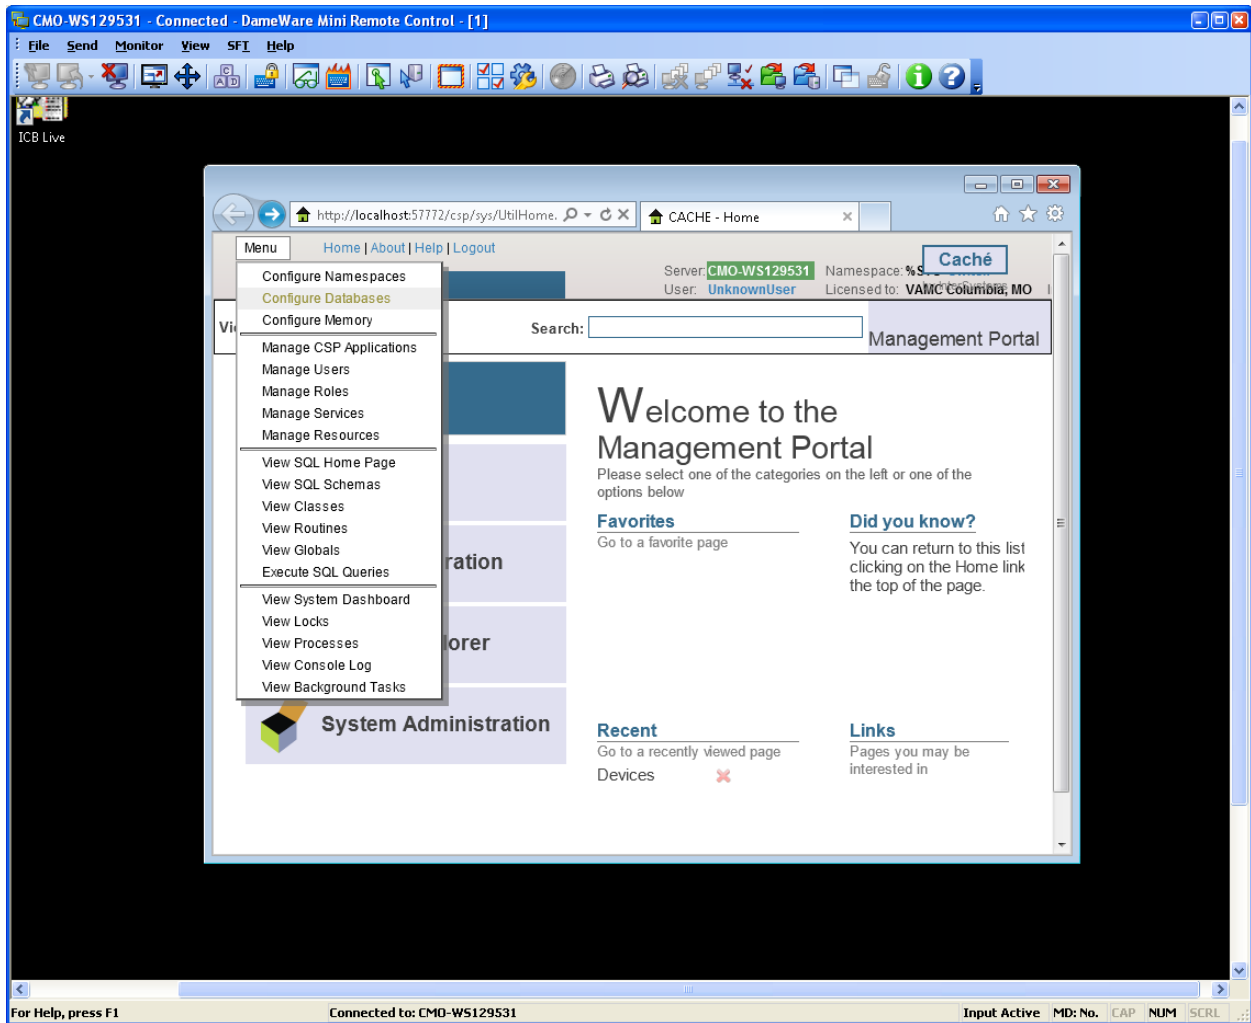 CMO-WS129531 - Connected - DameWare Mini Remote Control - [1]
File Send Monitor View SFT Help
ICB Live
http://localhost:57772/csp/sys/UtilHome.
CACHE - Home
Menu Home | About | Help | Logout
Server: CMO-WS129531 Namespace: Caché
User: UnknownUser Licensed to: VAMC Columbia, MO
Search:
Management Portal
Configure Namespaces
Configure Databases
Configure Memory
Manage CSP Applications
Manage Users
Manage Roles
Manage Services
Manage Resources
View SQL Home Page
View SQL Schemas
View Classes
View Routines
View Globals
Execute SQL Queries
View System Dashboard
View Locks
View Processes
View Console Log
View Background Tasks
ration
lorer
System Administration
Welcome to the
Management Portal
Please select one of the categories on the left or one of the
options below
Favorites
Go to a favorite page
Did you know?
You can return to this list
clicking on the Home link
the top of the page.
Recent
Go to a recently viewed page
Devices
Links
Pages you may be
interested in
For Help, press F1 Connected to: CMO-WS129531 Input Active MD: No. CAP NUM SCRL